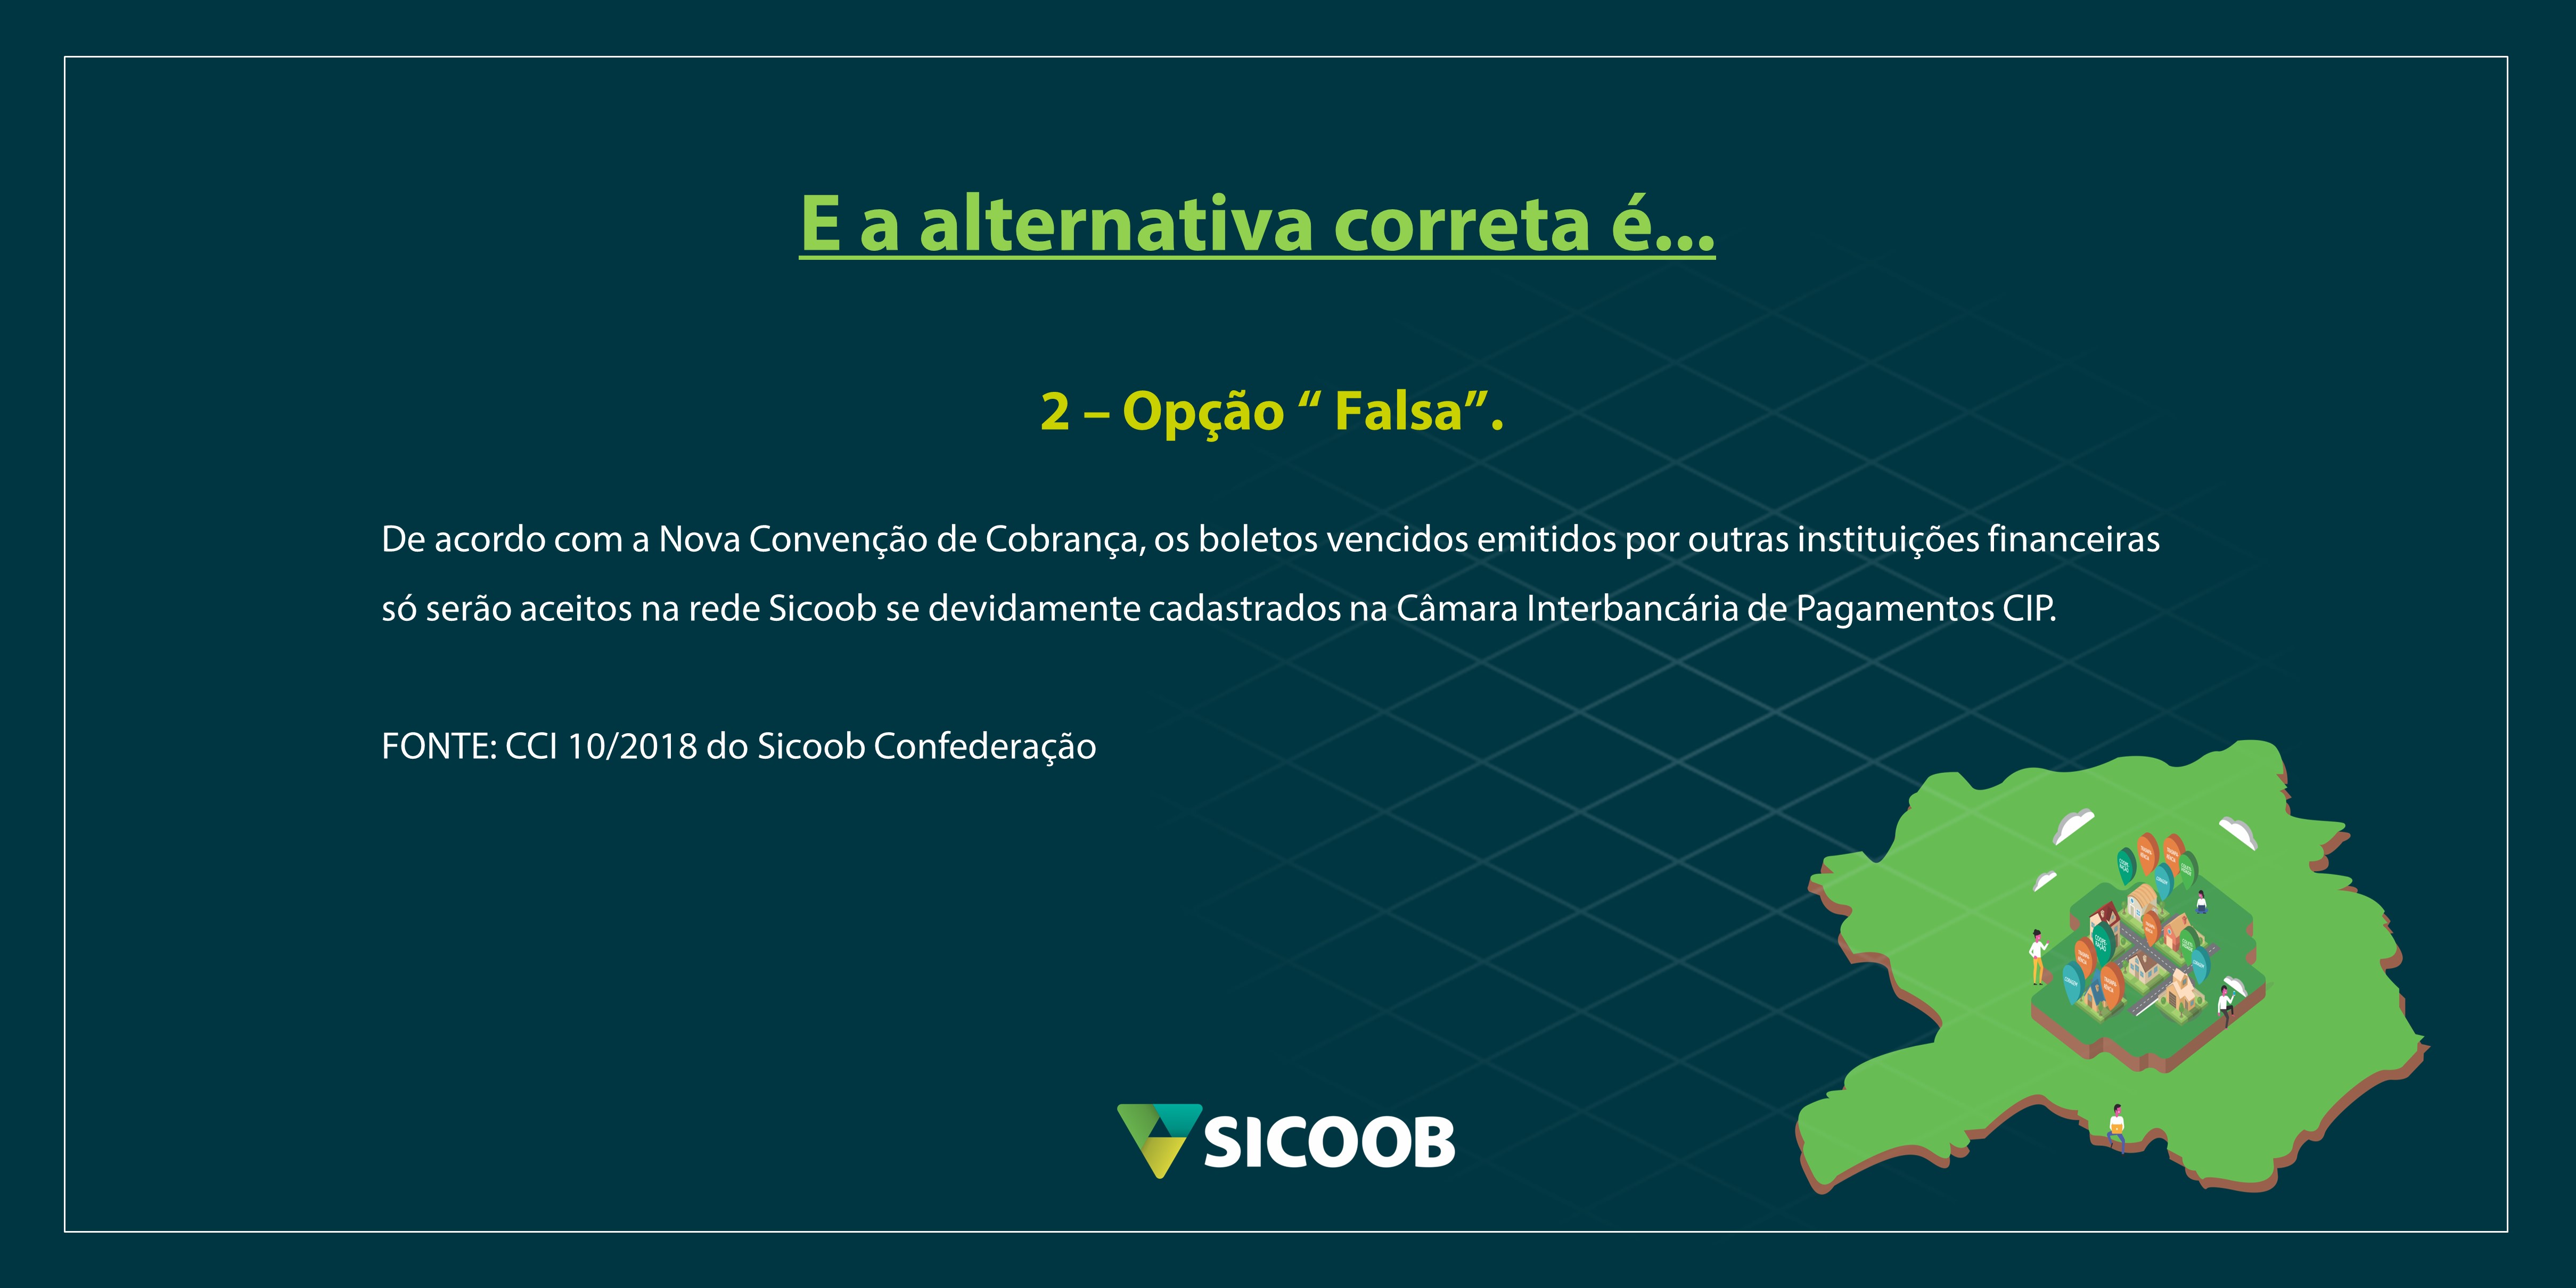 E a alternativa correta é...
2 – Opção “ Falsa”.
De acordo com a Nova Convenção de Cobrança, os boletos vencidos emitidos por outras instituições financeiras
só serão aceitos na rede Sicoob se devidamente cadastrados na Câmara Interbancária de Pagamentos CIP.
FONTE: CCI 10/2018 do Sicoob Confederação
SICOOB